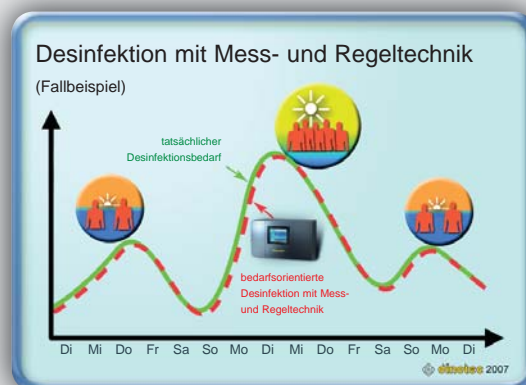 Desinfektion mit Mess- und Regeltechnik
(Fallbeispiel)
tatsächlicher
Desinfektionsbedarf
bedarfsorientierte
Desinfektion mit Mess-
und Regeltechnik
Di Mi Do Fr Sa So Mo Di Mi Do Fr Sa So Mo Di
dinotec 2007